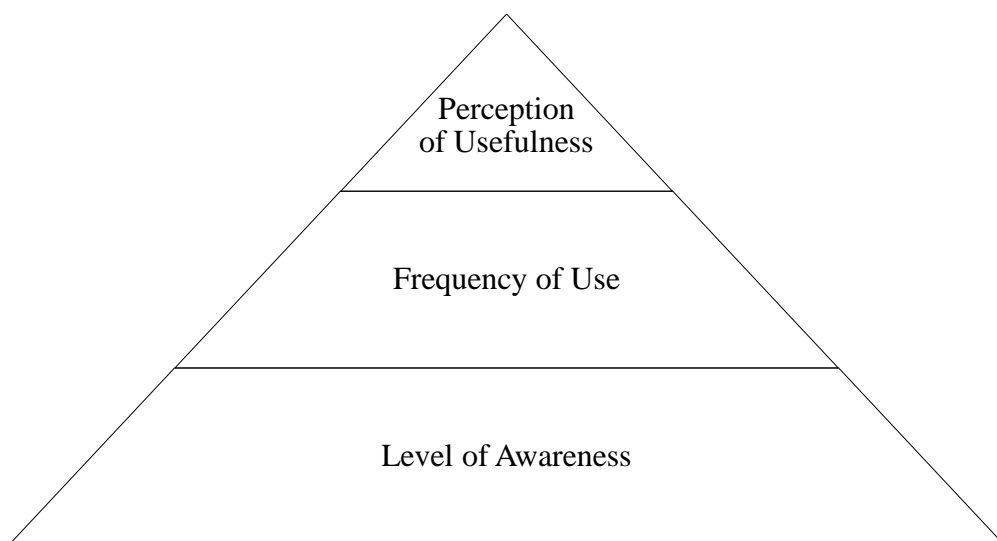 Perception
of Usefulness
Frequency of Use
Level of Awareness